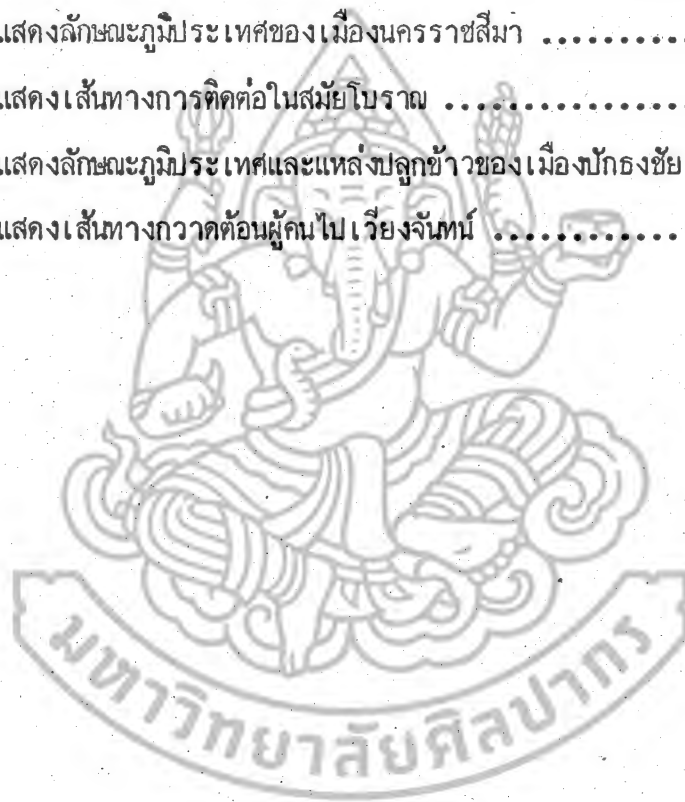 แสดงลักษณะภูมิประเทศของเมืองนครราชสีมา ..........
แสดงเส้นทางการติดต่อในสมัยโบราณ ................
แสดงลักษณะภูมิประเทศและแหล่งปลูกข้าวของเมืองปักธงชัย
แสดงเส้นทางกวาดต้อนผู้คนไปเวียงจันทน์ .............
มหาวิทยาลัยศิลปากร